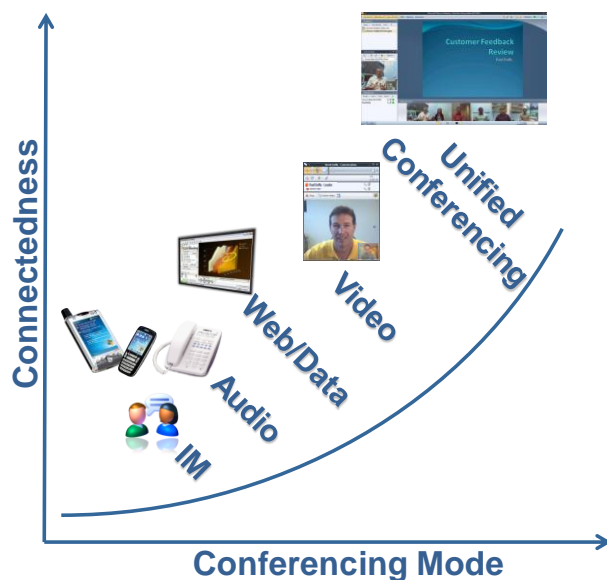 Customer Feedback
Review
Unified
Conferencing
Video
Web/Data
Audio
IM
Connectedness
Conferencing Mode